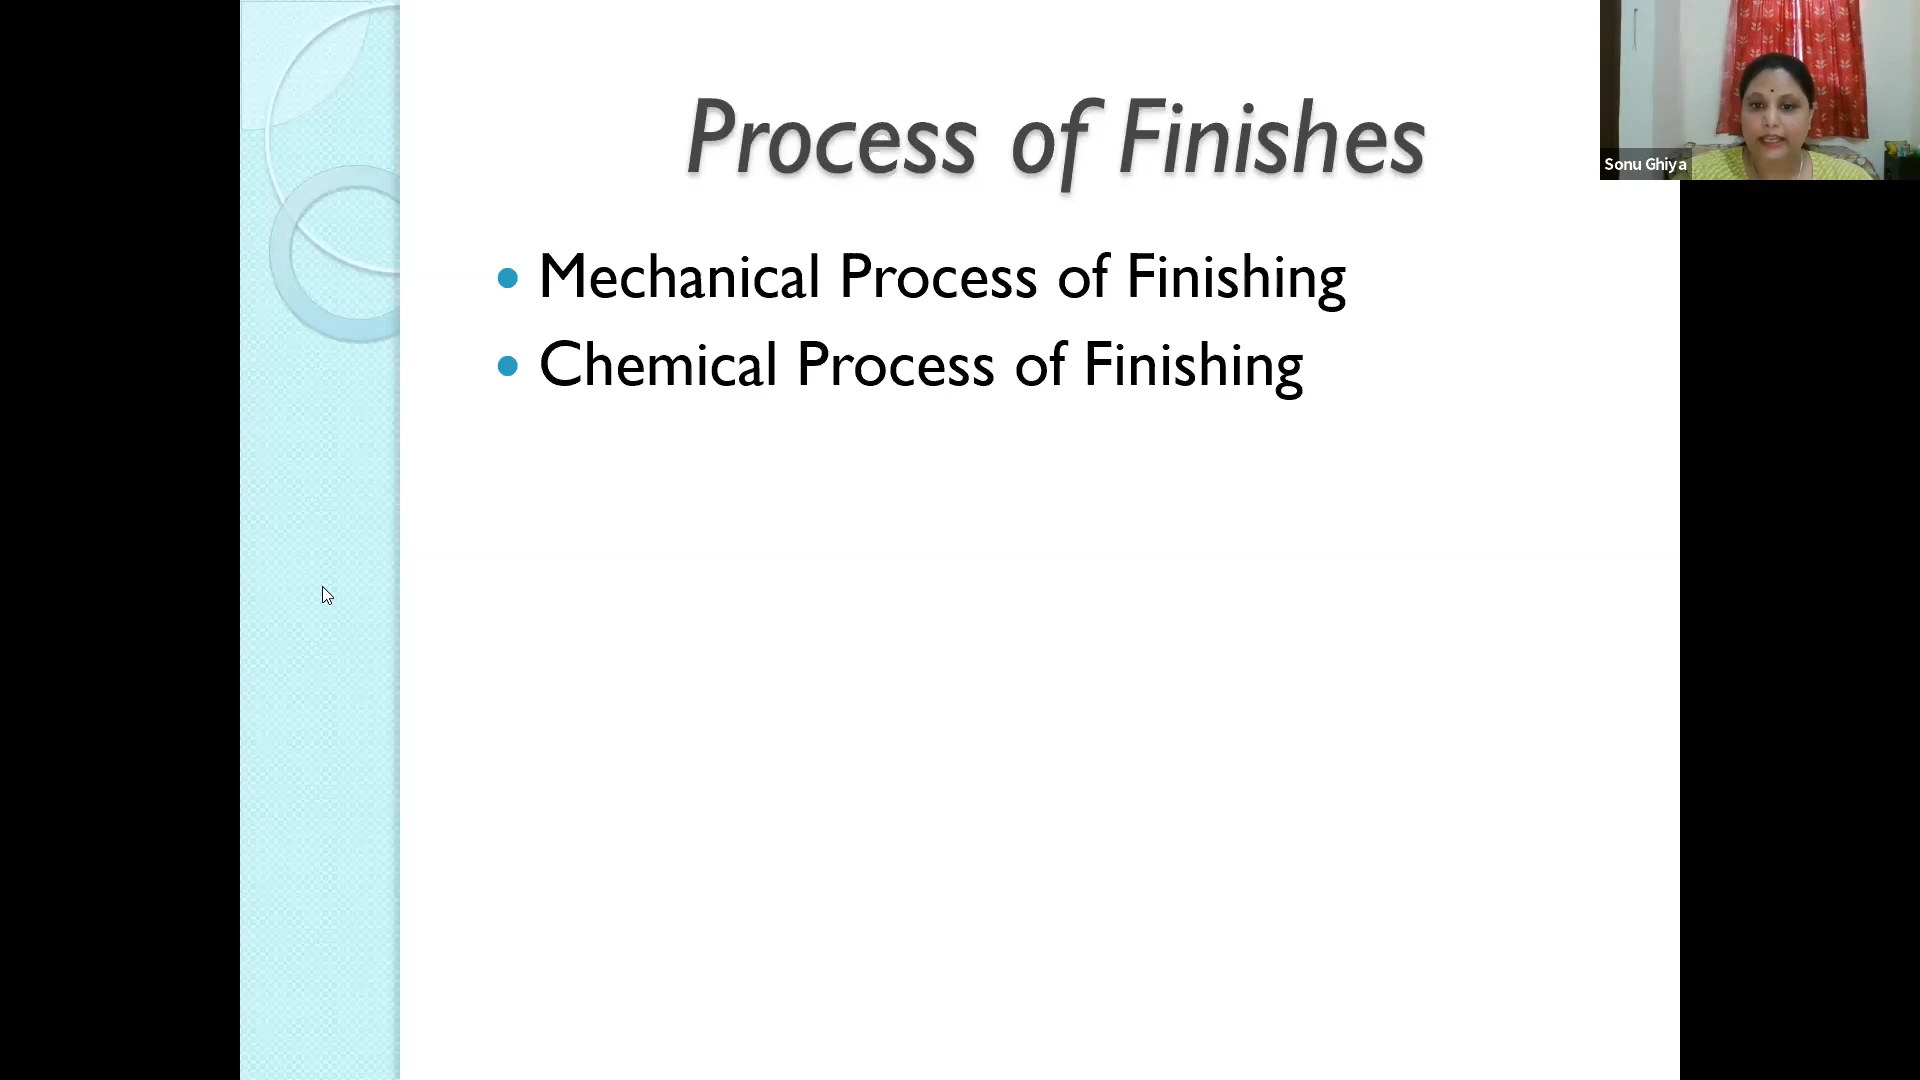 Process of Finishes
Mechanical Process of Finishing
Chemical Process of Finishing
Sonu Ghiya